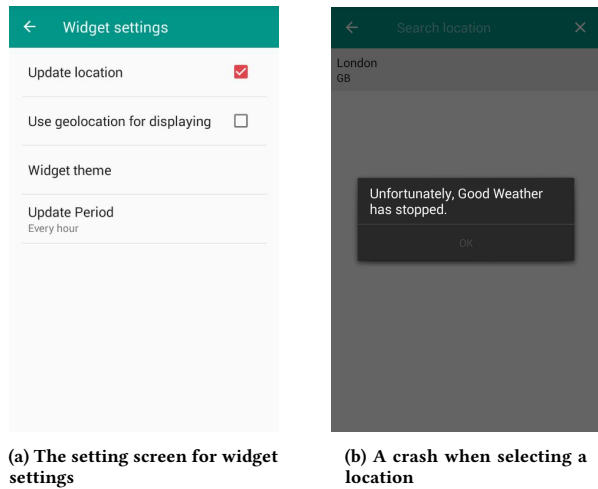 Widget settings
Update location
Use geolocation for displaying
Widget theme
Update Period
Every hour
(a) The setting screen for widget
settings
Search location
London
GB
Unfortunately, Good Weather
has stopped.
OK
(b) A crash when selecting a
location